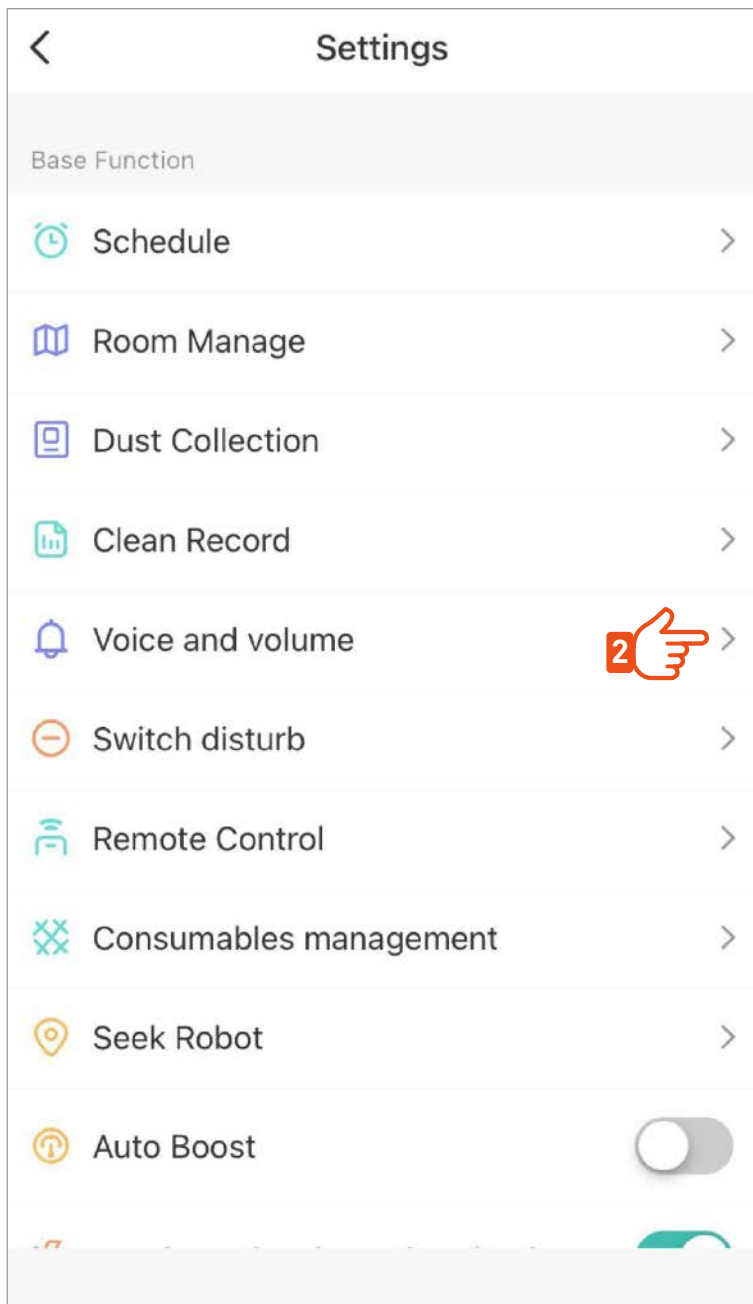 Settings
Base Function
Schedule
Room Manage
Dust Collection
Clean Record
Voice and volume
2
Switch disturb
Remote Control
Consumables management
Seek Robot
Auto Boost